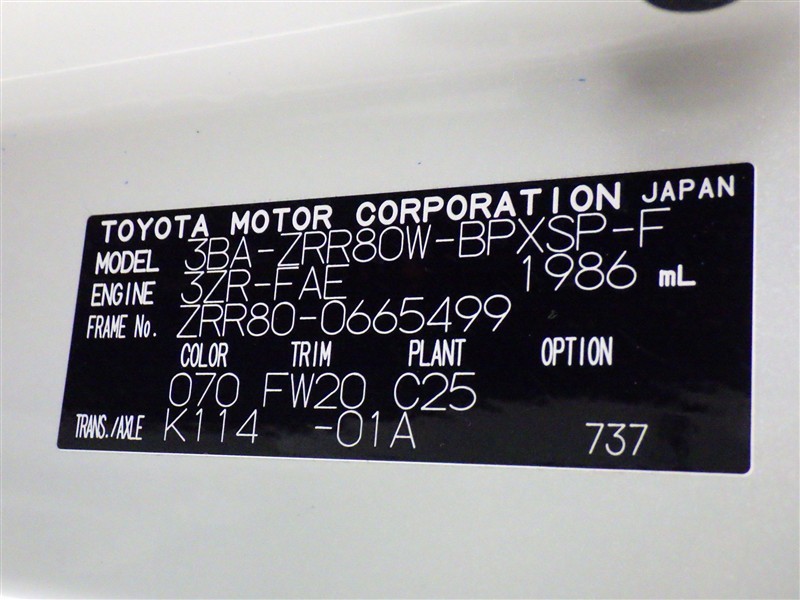 TOYOTA MOTOR CORPORATION JAPAN
MODEL 3BA-ZRR80W-BPXSP-F
ENGINE 3ZR-FAE 1986 mL
FRAME No. ZRR80-0665499
COLOR TRIM PLANT OPTION
070 FW20 C25
TRANS./AXLE K114 -01A 737